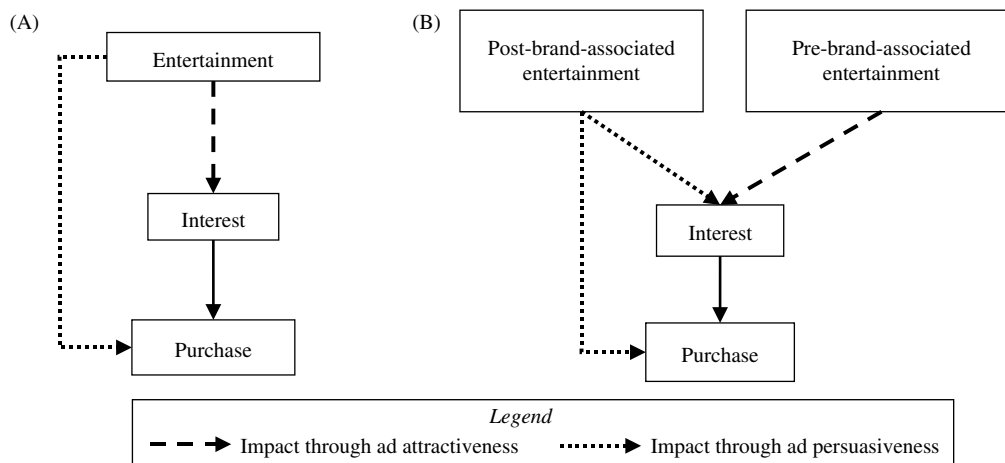 (A)
Entertainment
Interest
Purchase
(B)
Post-brand-associated
entertainment
Pre-brand-associated
entertainment
Interest
Purchase
Legend
Impact through ad attractiveness
Impact through ad persuasiveness